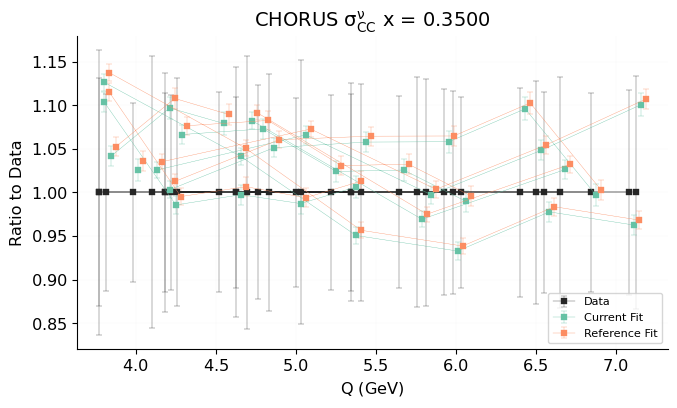 CHORUS σ^ν_CC x = 0.3500
Ratio to Data
1.15
1.10
1.05
1.00
0.95
0.90
0.85
Data
Current Fit
Reference Fit
4.0 4.5 5.0 5.5 6.0 6.5 7.0
Q (GeV)